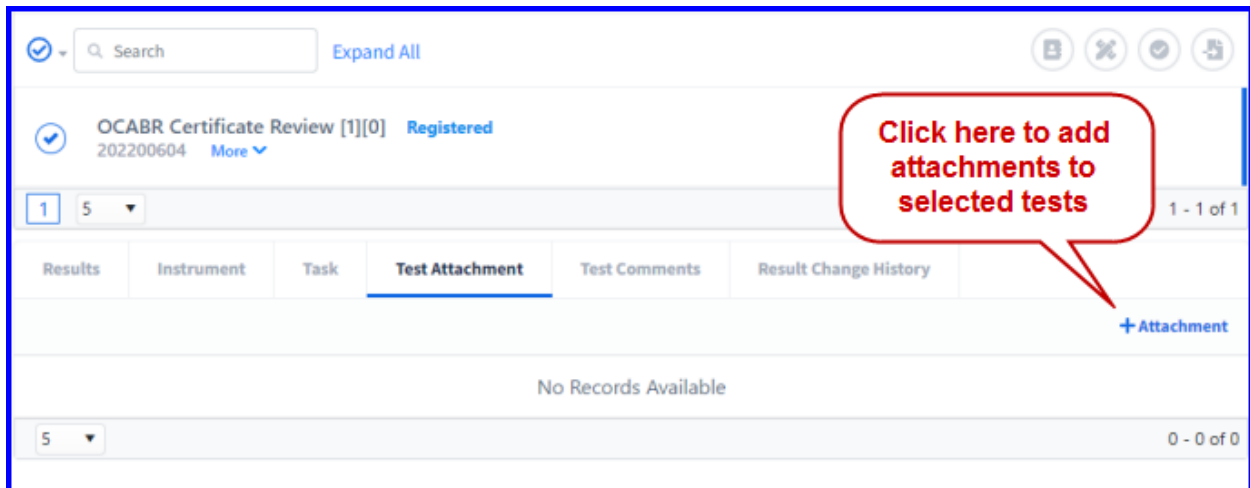 Search
Expand All
OCABR Certificate Review [1][0] Registered
202200604 More
Click here to add
attachments to
selected tests
1 5 1 - 1 of 1
Results Instrument Task Test Attachment Test Comments Result Change History
+Attachment
No Records Available
5 0 - 0 of 0